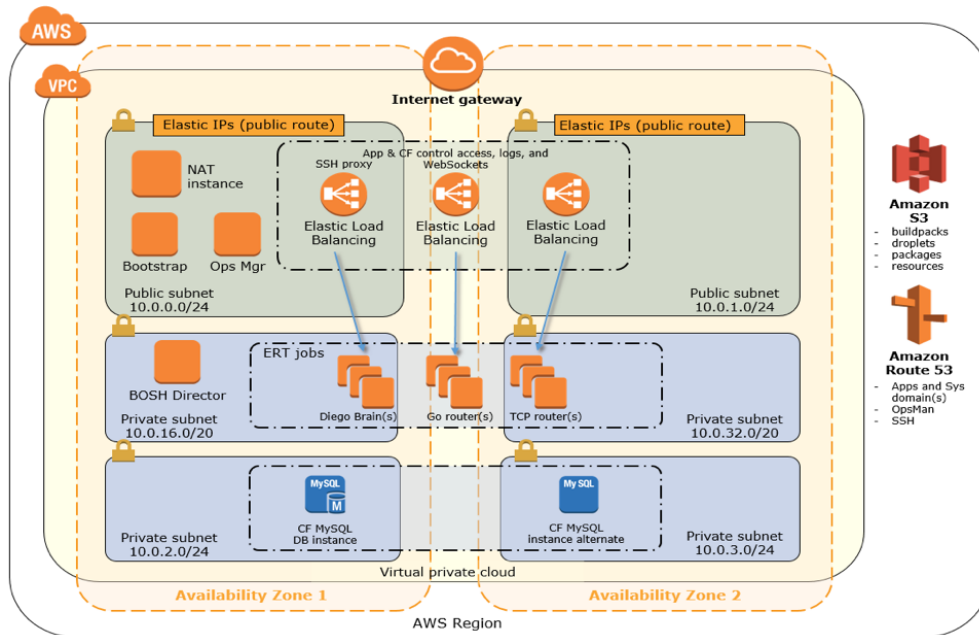 AWS
VPC
Internet gateway
Elastic IPs (public route)
Elastic IPs (public route)
App & CF control access, logs, and
SSH proxy
WebSockets
NAT
instance
Elastic Load
Balancing
Elastic Load
Balancing
Elastic Load
Balancing
Bootstrap
Ops Mgr
Public subnet
10.0.0.0/24
Public subnet
10.0.1.0/24
ERT jobs
BOSH Director
Diego Brain(s)
Go router(s)
TCP router(s)
Private subnet
10.0.16.0/20
Private subnet
10.0.32.0/20
MySQL
M
CF MySQL
DB instance
MySQL
CF MySQL
instance alternate
Private subnet
10.0.2.0/24
Private subnet
10.0.3.0/24
Virtual private cloud
Availability Zone 1
Availability Zone 2
AWS Region
Amazon
S3
- buildpacks
- droplets
- packages
- resources
Amazon
Route 53
- Apps and Sys
domain(s)
- OpsMan
- SSH